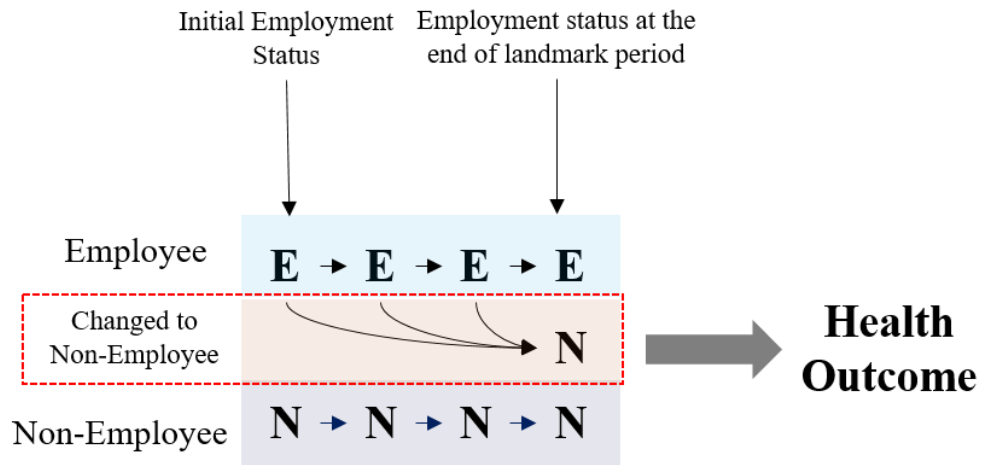 Initial Employment
Status
Employment status at the
end of landmark period
Employee
E E E E
Changed to
Non-Employee
N
Health
Outcome
Non-Employee
N N N N